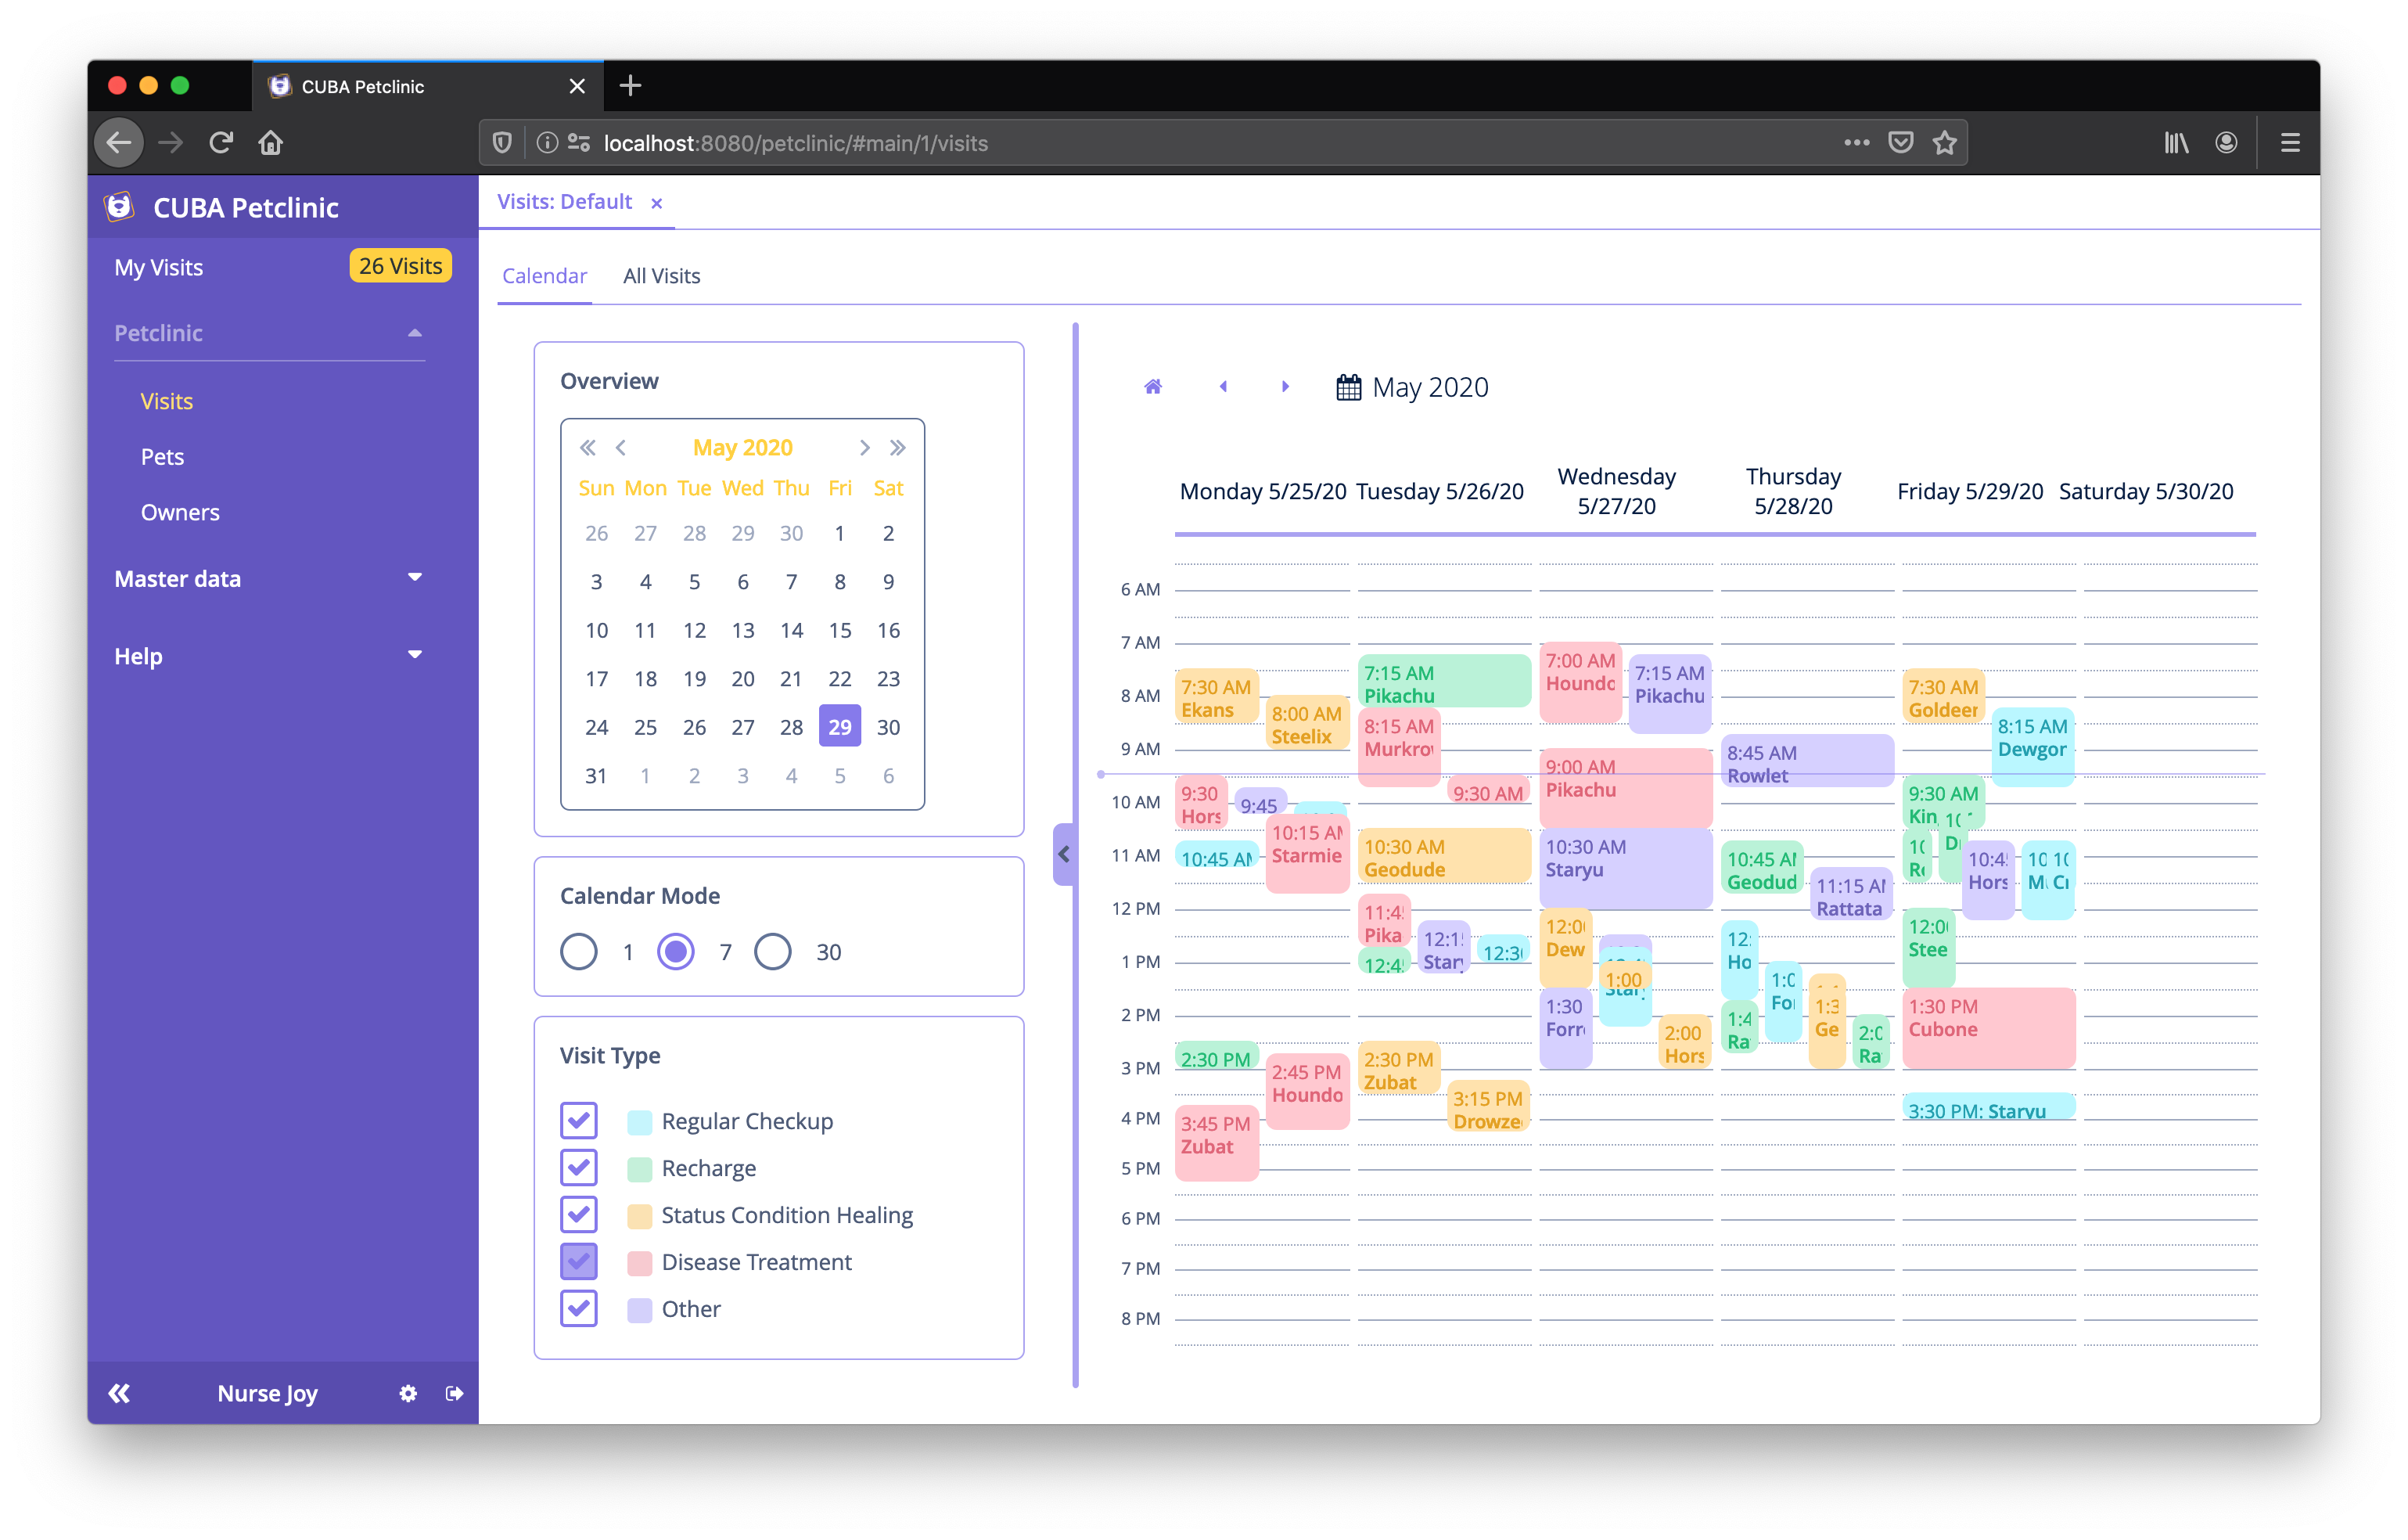 CUBA Petclinic
localhost:8080/petclinic/#main/1/visits
CUBA Petclinic
My Visits
26 Visits
Petclinic
Visits
Pets
Owners
Master data
Help
Nurse Joy
Visits: Default
Calendar
All Visits
Overview
May 2020
Sun Mon Tue Wed Thu Fri Sat
26 27 28 29 30 1 2
3 4 5 6 7 8 9
10 11 12 13 14 15 16
17 18 19 20 21 22 23
24 25 26 27 28 29 30
31 1 2 3 4 5 6
Calendar Mode
1 7 30
Visit Type
Regular Checkup
Recharge
Status Condition Healing
Disease Treatment
Other
May 2020
Monday 5/25/20
Tuesday 5/26/20
Wednesday
5/27/20
Thursday
5/28/20
Friday 5/29/20
Saturday 5/30/20
6 AM
7 AM
8 AM
9 AM
10 AM
11 AM
12 PM
1 PM
2 PM
3 PM
4 PM
5 PM
6 PM
7 PM
8 PM
7:30 AM
Ekans
8:00 AM
Steelix
9:30
Hors
9:45
10:15 AM
Starmie
10:45 AM
2:30 PM
2:45 PM
Houndo
3:45 PM
Zubat
7:15 AM
Pikachu
8:15 AM
Murkro
9:30 AM
10:30 AM
Geodude
11:4
Pika
12:1
Star
12:3
12:4
2:30 PM
Zubat
3:15 PM
Drowze
7:00 AM
Houndo
7:15 AM
Pikachu
9:00 AM
Pikachu
10:30 AM
Staryu
12:0
Dew
1:00
Star
1:30
Forr
2:00
Hors
8:45 AM
Rowlet
10:45 AM
Geodud
11:15 AM
Rattata
12:
Ho
1:0
Fo
1:3
Ge
1:4
Ra
2:0
Ra
7:30 AM
Goldeen
8:15 AM
Dewgor
9:30 AM
Kin
10:45
Hors
12:00
Stee
1:30 PM
Cubone
3:30 PM: Staryu